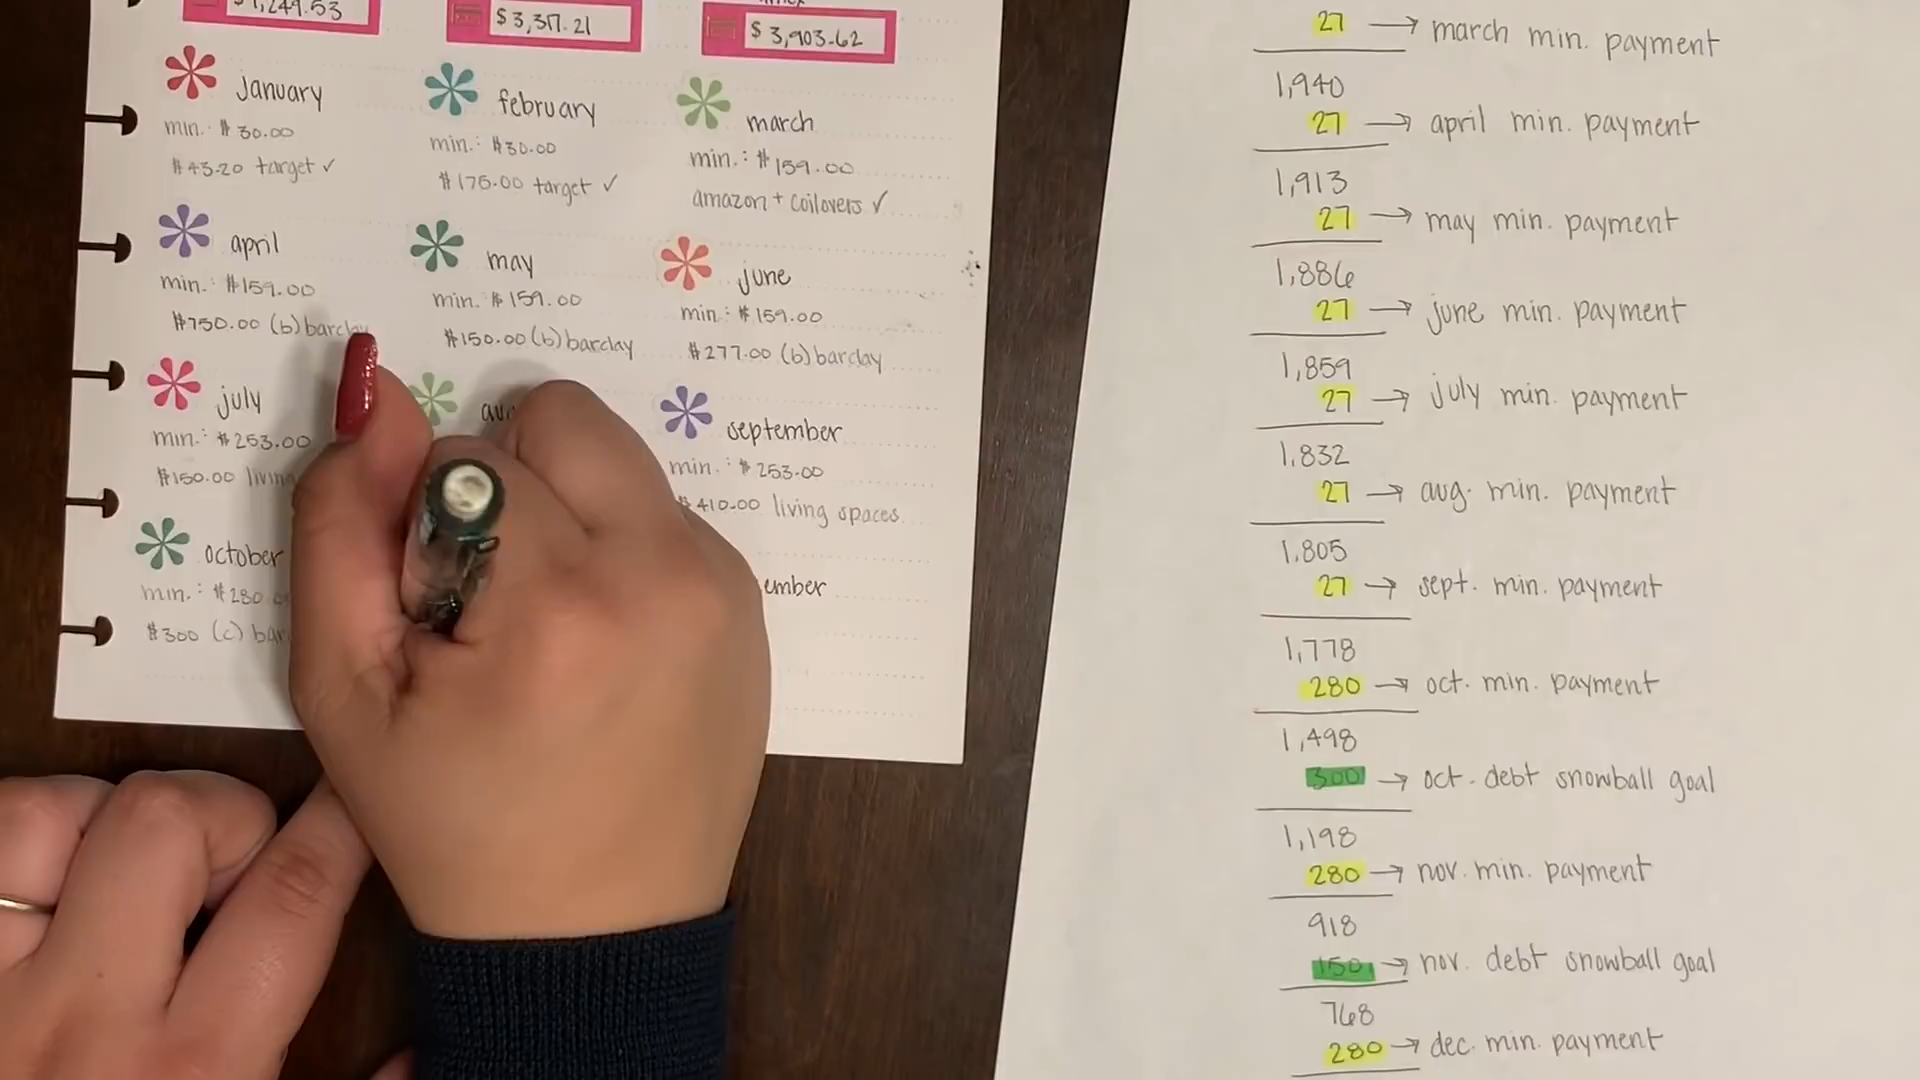 $1,249.53
$3,317.21
$3,903.62
january
min.: $30.00
$43.20 target ✓
february
min.: $30.00
$175.00 target ✓
march
min.: $159.00
amazon + coilovers ✓
april
min.: $159.00
$750.00 (b) barclay
may
min. $159.00
$150.00 (b) barclay
june
min: $159.00
$277.00 (b) barclay
july
min.: $253.00
$150.00 living
september
min.: $253.00
$410.00 living spaces
october
min.: $280
$300 (c)
27 → march min. payment
1,940
27 → april min. payment
1,913
27 → may min. payment
1,886
27 → june min. payment
1,859
27 → july min. payment
1,832
27 → aug. min. payment
1,805
27 → sept. min. payment
1,778
280 → oct. min. payment
1,498
300 → oct. debt snowball goal
1,198
280 → nov. min. payment
918
150 → nov. debt snowball goal
768
280 → dec. min. payment